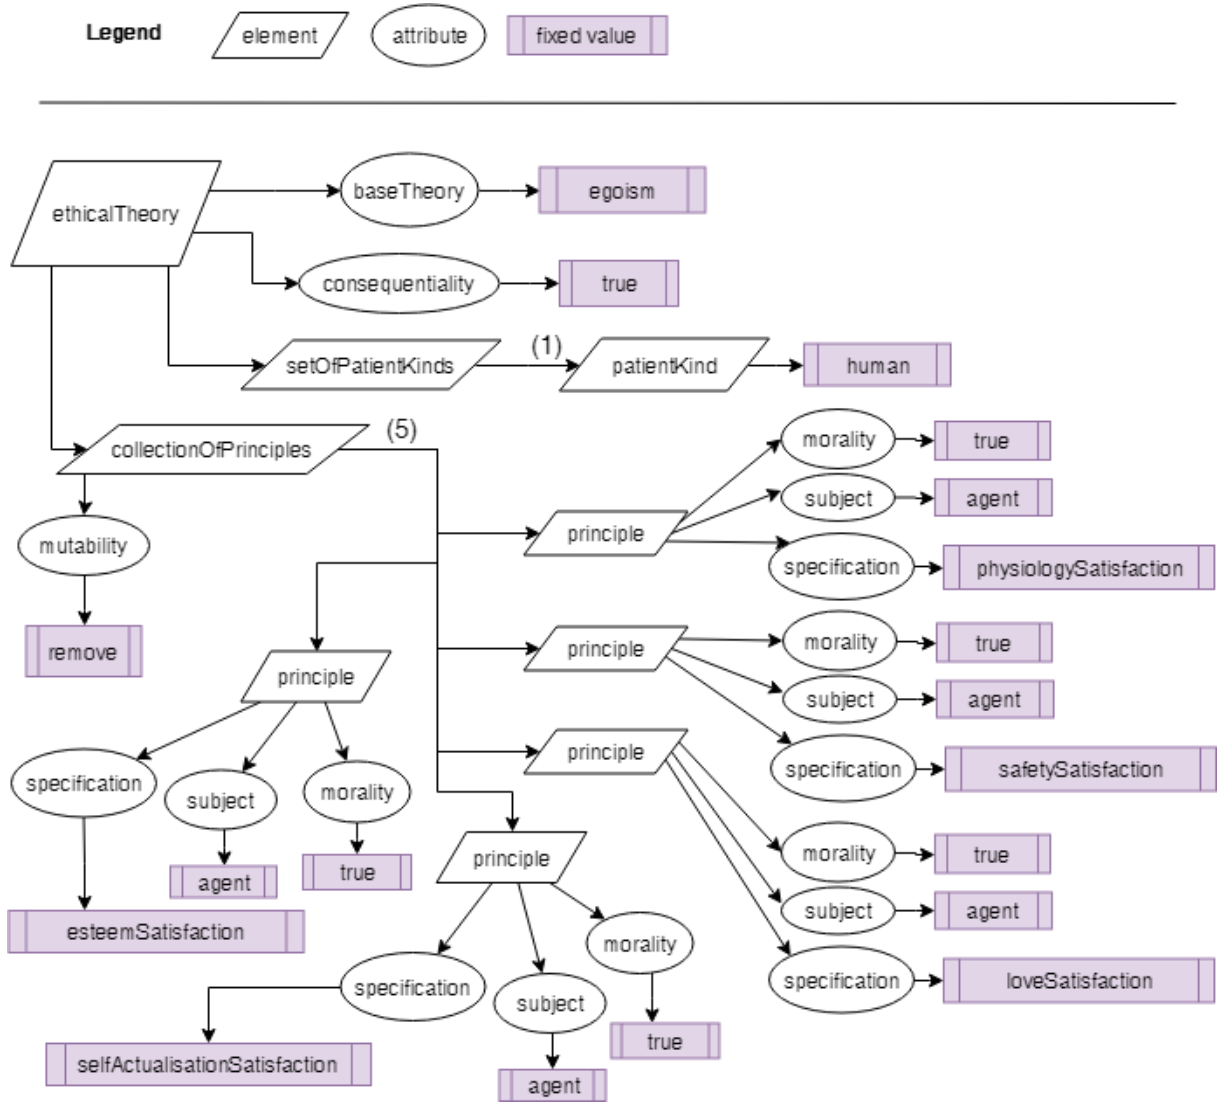 Legend
element
attribute
fixed value
ethicalTheory
baseTheory
egoism
consequentiality
true
setOfPatientKinds
(1)
patientKind
human
collectionOfPrinciples
(5)
mutability
remove
principle
morality
true
subject
agent
specification
physiologySatisfaction
principle
morality
true
subject
agent
specification
safetySatisfaction
principle
morality
true
subject
agent
specification
loveSatisfaction
principle
specification
esteemSatisfaction
subject
agent
morality
true
principle
specification
selfActualisationSatisfaction
subject
agent
morality
true